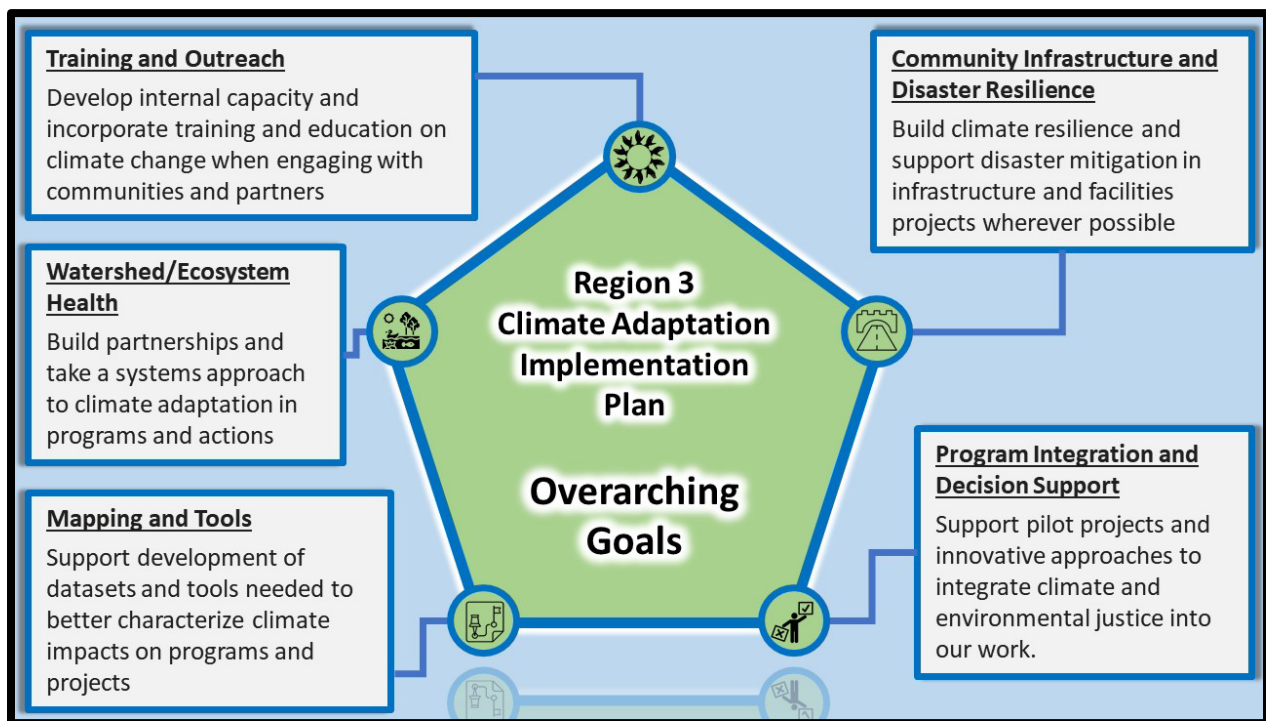 Training and Outreach
Develop internal capacity and
incorporate training and education on
climate change when engaging with
communities and partners
Community Infrastructure and
Disaster Resilience
Build climate resilience and
support disaster mitigation in
infrastructure and facilities
projects wherever possible
Watershed/Ecosystem
Health
Build partnerships and
take a systems approach
to climate adaptation in
programs and actions
Region 3
Climate Adaptation
Implementation
Plan
Overarching
Goals
Mapping and Tools
Support development of
datasets and tools needed to
better characterize climate
impacts on programs and
projects
Program Integration and
Decision Support
Support pilot projects and
innovative approaches to
integrate climate and
environmental justice into
our work.